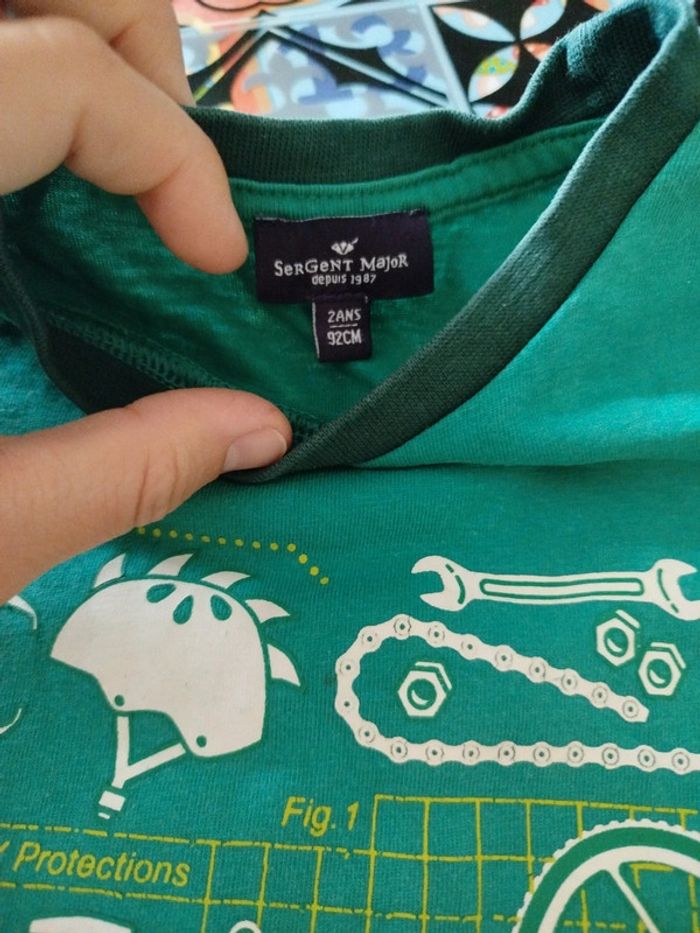 SerGeNT MajoR
depuis 1987
2ANS
92CM
Fig.1
Protections